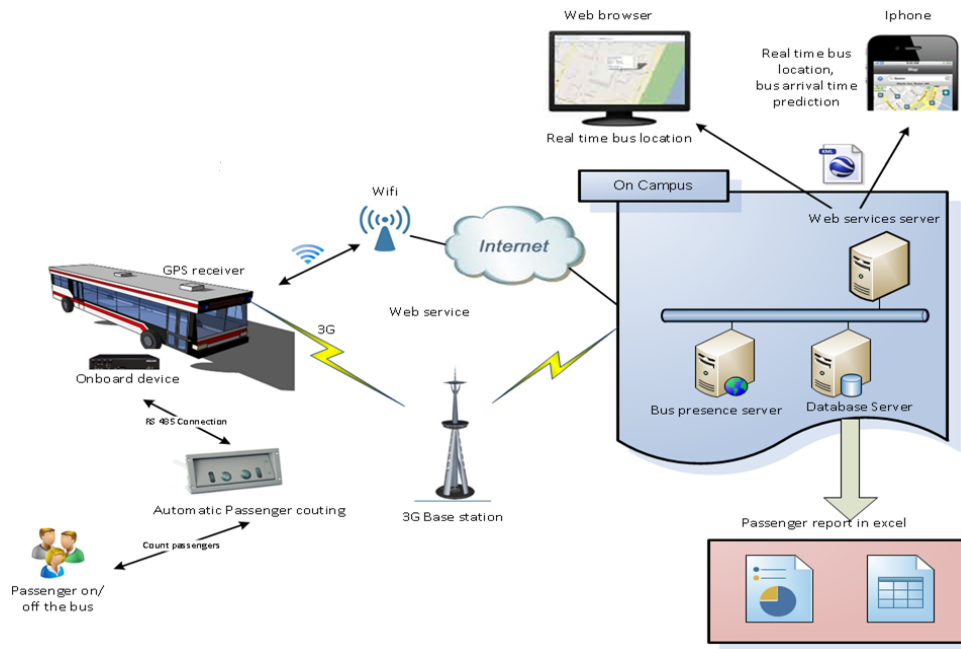 Web browser
Iphone
Real time bus
location,
bus arrival time
prediction
Real time bus location
On Campus
Wifi
Web services server
Internet
GPS receiver
Web service
3G
Onboard device
Bus presence server
Database Server
RS 485 Connection
Automatic Passenger couting
3G Base station
Passenger report in excel
Count passengers
Passenger on/
off the bus